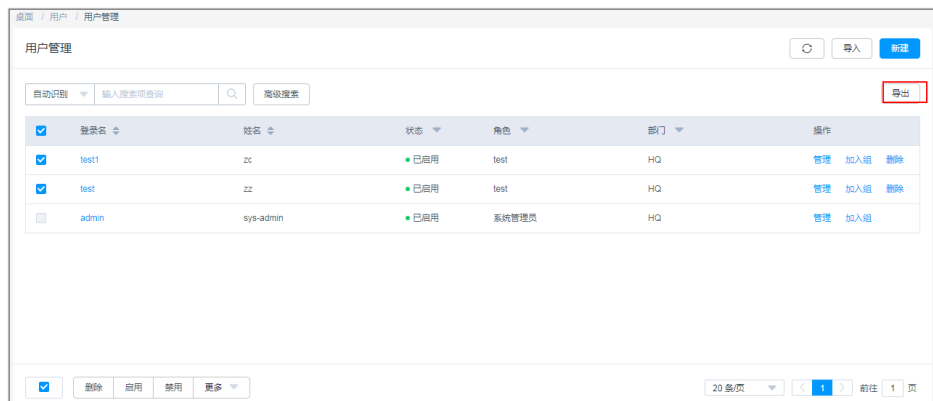 桌面 / 用户 / 用户管理
用户管理 导入 新建
自动识别 输入搜索项查询 高级搜索 导出
登录名 姓名 状态 角色 部门 操作
test1 zc 已启用 test HQ 管理 加入组 删除
test zz 已启用 test HQ 管理 加入组 删除
admin sys-admin 已启用 系统管理员 HQ 管理 加入组
删除 启用 禁用 更多 20 条/页 1 前往 1 页